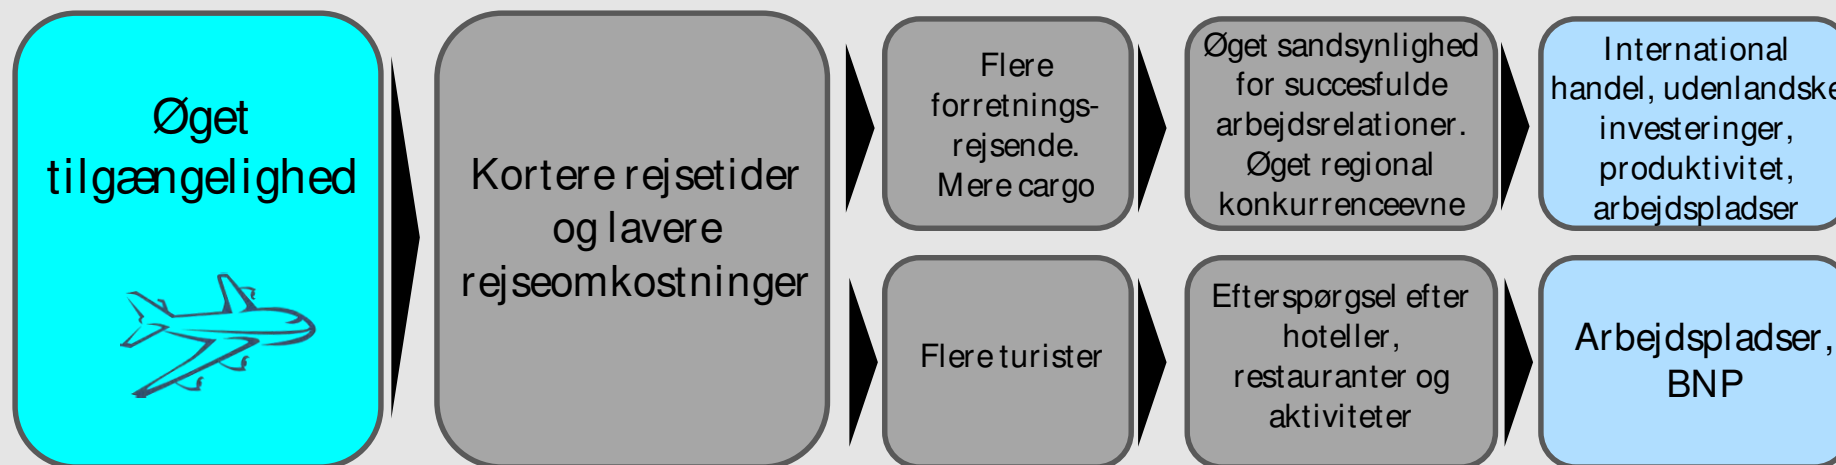 Øget
tilgængelighed
Kortere rejsetider
og lavere
rejseomkostninger
Flere
forretnings-
rejsende.
Mere cargo
Øget sandsynlighed
for succesfulde
arbejdsrelationer.
Øget regional
konkurrenceevne
International
handel, udenlandske
investeringer,
produktivitet,
arbejdspladser
Flere turister
Efterspørgsel efter
hoteller,
restauranter og
aktiviteter
Arbejdspladser,
BNP